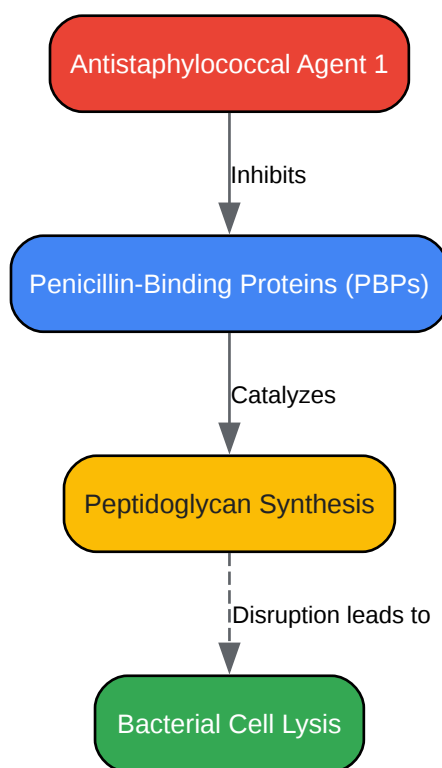 Antistaphylococcal Agent 1
Inhibits
Penicillin-Binding Proteins (PBPs)
Catalyzes
Peptidoglycan Synthesis
Disruption leads to
Bacterial Cell Lysis